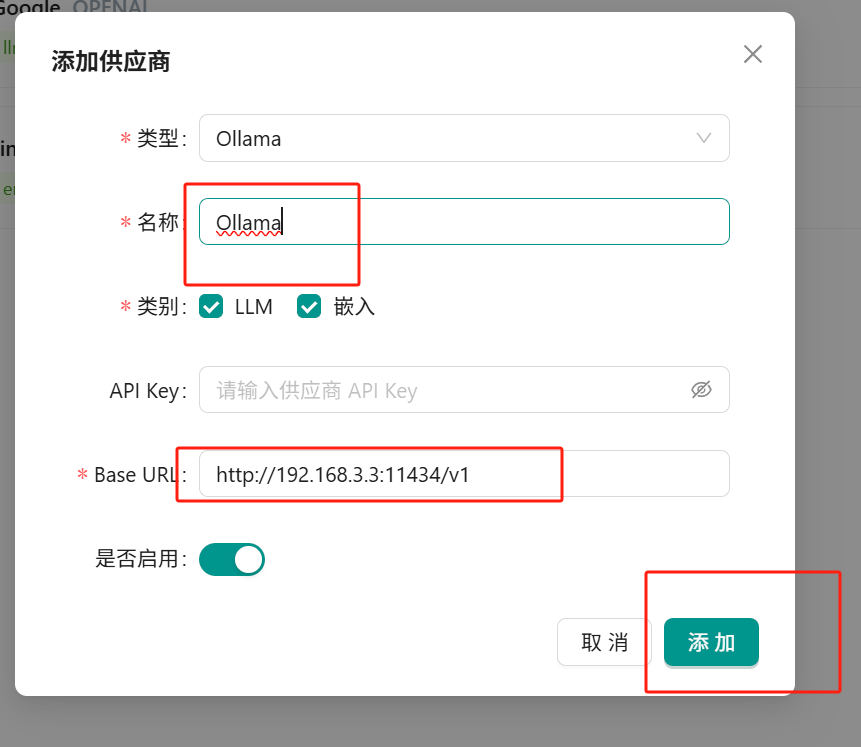 Google OPENAI
添加供应商
* 类型:
Ollama
* 名称:
Ollama
* 类别:
LLM
嵌入
API Key:
请输入供应商 API Key
* Base URL:
http://192.168.3.3:11434/v1
是否启用:
取 消
添 加